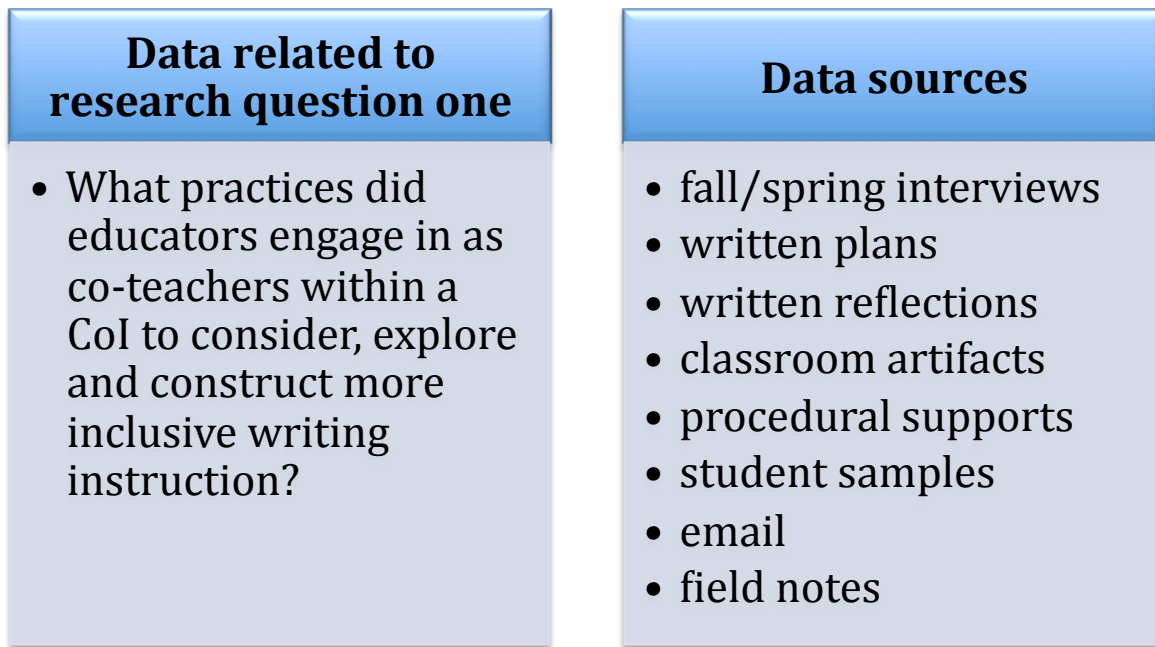 Data related to
research question one
• What practices did
educators engage in as
co-teachers within a
CoI to consider, explore
and construct more
inclusive writing
instruction?
Data sources
• fall/spring interviews
• written plans
• written reflections
• classroom artifacts
• procedural supports
• student samples
• email
• field notes